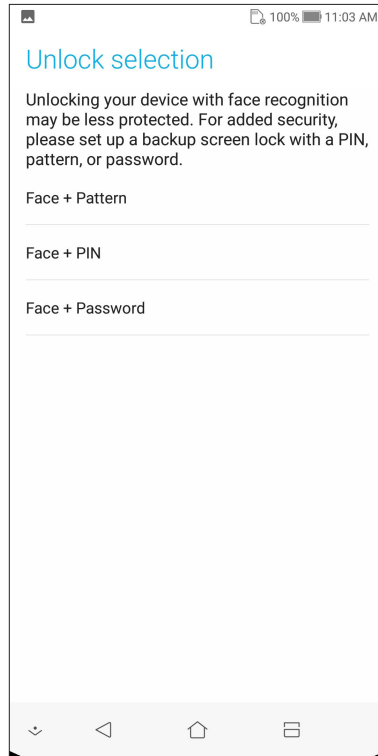 100% 11:03 AM
Unlock selection
Unlocking your device with face recognition
may be less protected. For added security,
please set up a backup screen lock with a PIN,
pattern, or password.
Face + Pattern
Face + PIN
Face + Password